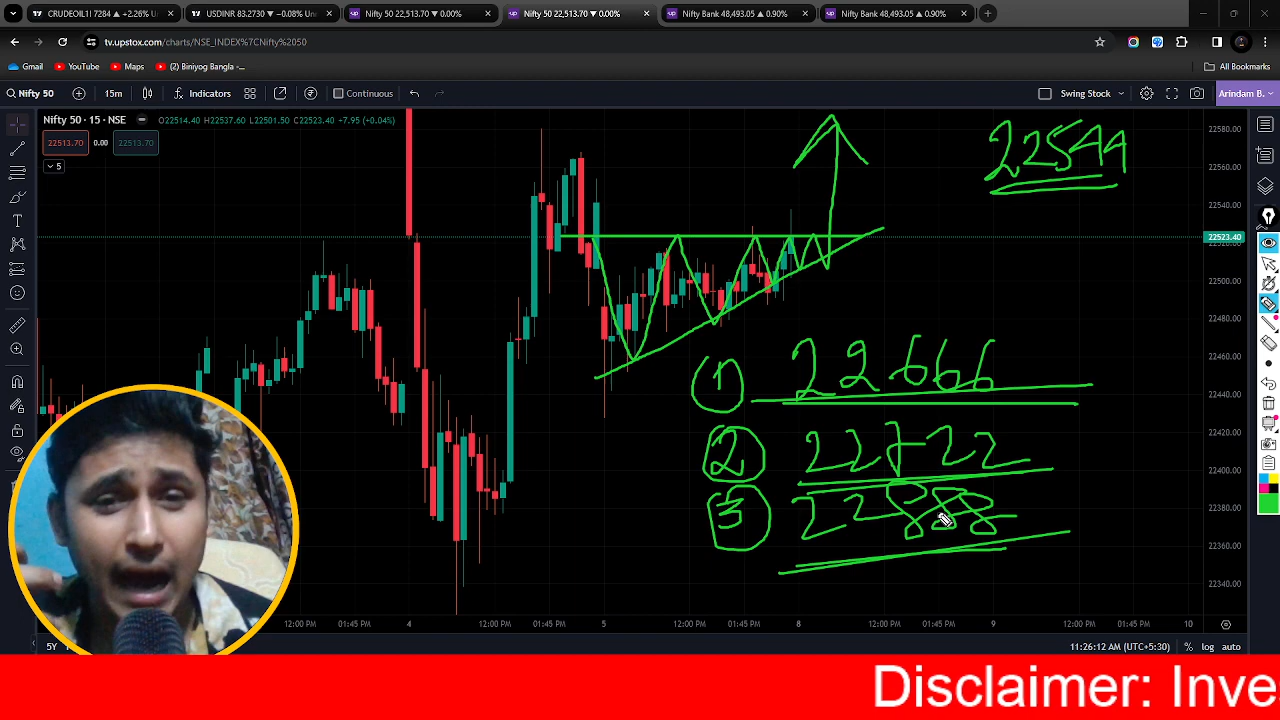 CRUDEOIL1! 7284 ▲ +2.26% U
USDINR 83.2730 ▼ −0.08% Un
Nifty 50 22,513.70 ▼ 0.00%
Nifty 50 22,513.70 ▼ 0.00%
Nifty Bank 48,493.05 ▲ 0.90%
Nifty Bank 48,493.05 ▲ 0.90%
tv.upstox.com/charts/NSE_INDEX%7CNifty%2050
Gmail YouTube Maps (2) Biniyog Bangla -... All Bookmarks
Nifty 50 15m Indicators Continuous Swing Stock Arindam B.
Nifty 50 · 15 · NSE O22514.40 H22537.60 L22501.50 C22523.40 +7.95 (+0.04%)
22513.70 0.00 22513.70
5
22544
22580.00
22560.00
22540.00
22523.40
22500.00
22480.00
22460.00
22440.00
22420.00
22400.00
22380.00
22360.00
22340.00
1 22666
2 22722
3 22888
12:00 PM 01:45 PM 4 12:00 PM 01:45 PM 5 12:00 PM 01:45 PM 8 12:00 PM 01:45 PM 9 12:00 PM 01:45 PM 10
5Y 11:26:12 AM (UTC+5:30) % log auto
Disclaimer: Inve